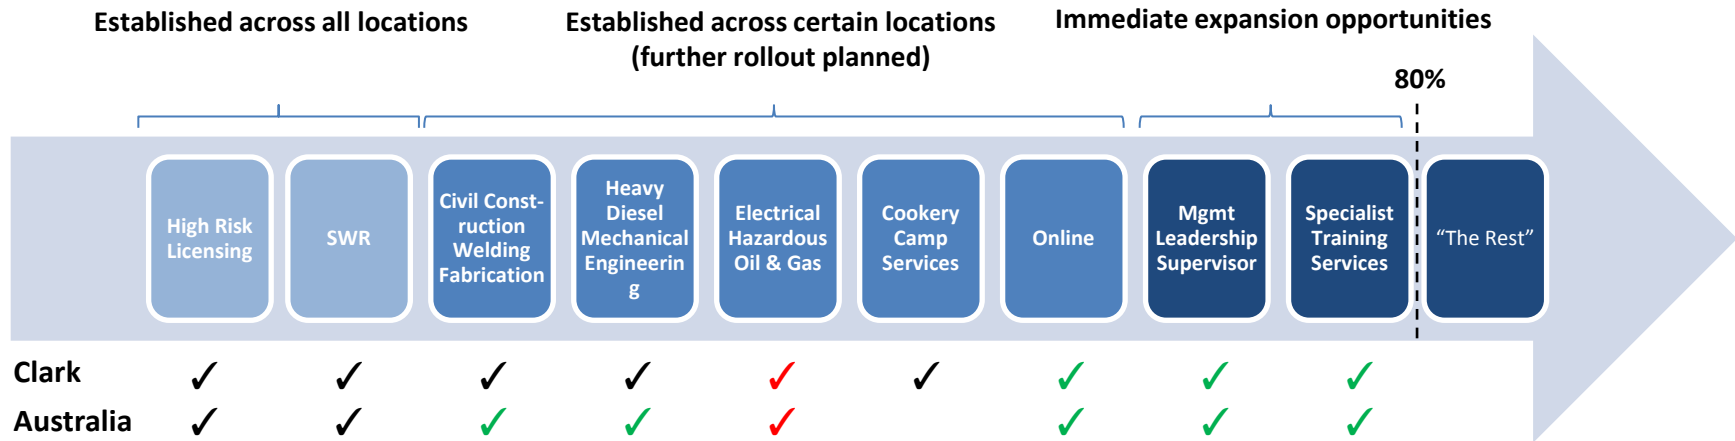 Established across all locations
Established across certain locations
(further rollout planned)
Immediate expansion opportunities
80%
High Risk
Licensing
SWR
Civil Const-
ruction
Welding
Fabrication
Heavy
Diesel
Mechanical
Engineerin
g
Electrical
Hazardous
Oil & Gas
Cookery
Camp
Services
Online
Mgmt
Leadership
Supervisor
Specialist
Training
Services
“The Rest”
Clark ✓ ✓ ✓ ✓ ✓ ✓ ✓ ✓ ✓
Australia ✓ ✓ ✓ ✓ ✓ ✓ ✓ ✓